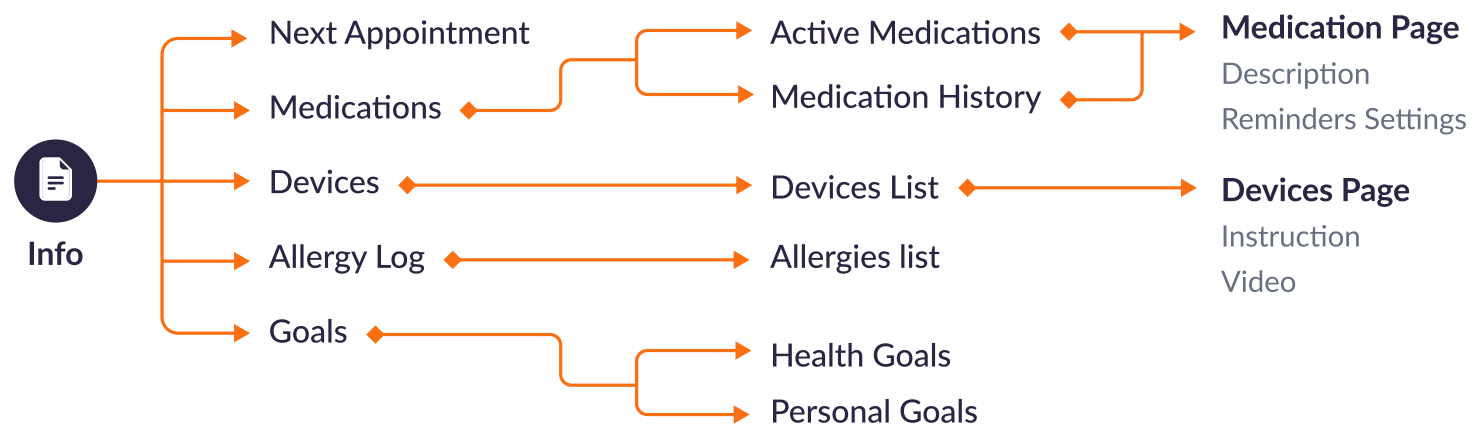 Info
Next Appointment
Medications
Devices
Allergy Log
Goals
Active Medications
Medication History
Devices List
Allergies list
Health Goals
Personal Goals
Medication Page
Description
Reminders Settings
Devices Page
Instruction
Video